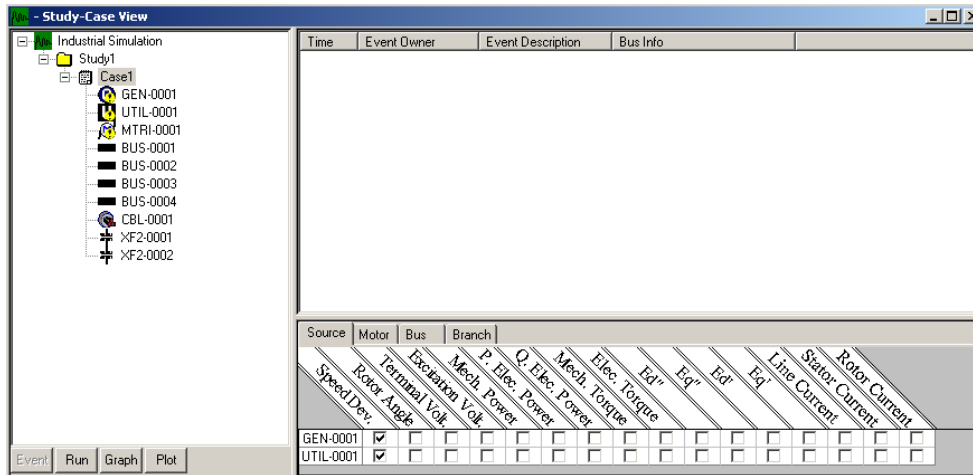 - Study-Case View
Industrial Simulation
Study1
Case1
GEN-0001
UTIL-0001
MTRI-0001
BUS-0001
BUS-0002
BUS-0003
BUS-0004
CBL-0001
XF2-0001
XF2-0002
Event Run Graph Plot
Time Event Owner Event Description Bus Info
Source Motor Bus Branch
Speed Dev.
Rotor Angle
Terminal Volt.
Excitation Volt.
Mech. Power
P. Elec. Power
Q. Elec. Power
Mech. Torque
Elec. Torque
Ed"
Eq"
Ed'
Eq'
Line Current
Stator Current
Rotor Current
GEN-0001
UTIL-0001